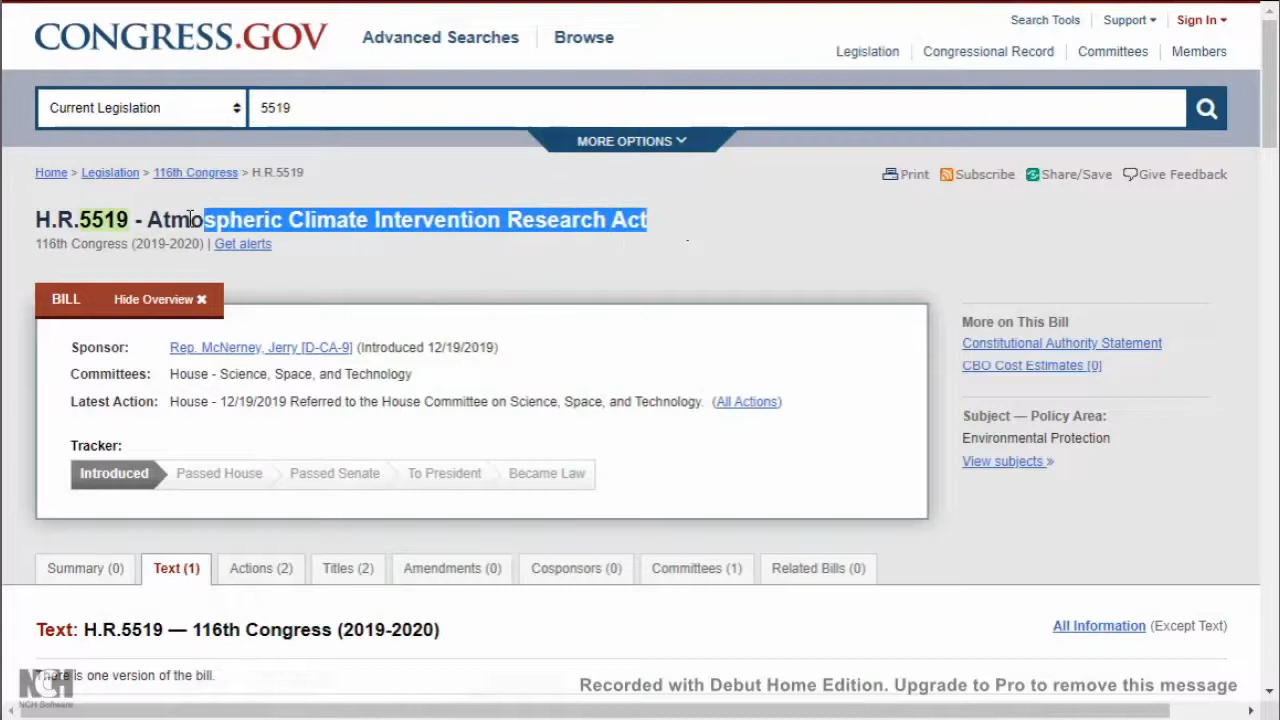 CONGRESS.GOV Advanced Searches Browse
Search Tools Support Sign In
Legislation Congressional Record Committees Members
Current Legislation 5519
MORE OPTIONS
Home > Legislation > 116th Congress > H.R.5519
Print Subscribe Share/Save Give Feedback
H.R.5519 - Atmospheric Climate Intervention Research Act
116th Congress (2019-2020) | Get alerts
BILL Hide Overview ✖
Sponsor: Rep. McNerney, Jerry [D-CA-9] (Introduced 12/19/2019)
Committees: House - Science, Space, and Technology
Latest Action: House - 12/19/2019 Referred to the House Committee on Science, Space, and Technology. (All Actions)
Tracker:
Introduced Passed House Passed Senate To President Became Law
More on This Bill
Constitutional Authority Statement
CBO Cost Estimates [0]
Subject — Policy Area:
Environmental Protection
View subjects »
Summary (0) Text (1) Actions (2) Titles (2) Amendments (0) Cosponsors (0) Committees (1) Related Bills (0)
Text: H.R.5519 — 116th Congress (2019-2020)
All Information (Except Text)
There is one version of the bill.
NCH
NCH Software
Recorded with Debut Home Edition. Upgrade to Pro to remove this message